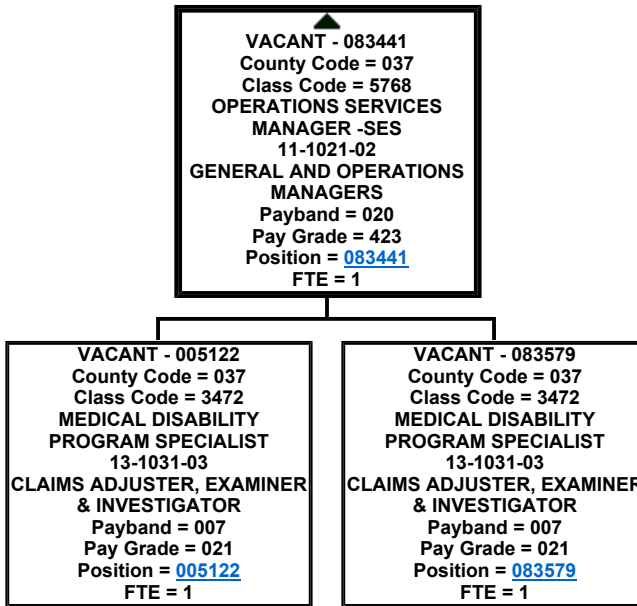 VACANT - 083441
County Code = 037
Class Code = 5768
OPERATIONS SERVICES
MANAGER -SES
11-1021-02
GENERAL AND OPERATIONS
MANAGERS
Payband = 020
Pay Grade = 423
Position = 083441
FTE = 1
VACANT - 005122
County Code = 037
Class Code = 3472
MEDICAL DISABILITY
PROGRAM SPECIALIST
13-1031-03
CLAIMS ADJUSTER, EXAMINER
& INVESTIGATOR
Payband = 007
Pay Grade = 021
Position = 005122
FTE = 1
VACANT - 083579
County Code = 037
Class Code = 3472
MEDICAL DISABILITY
PROGRAM SPECIALIST
13-1031-03
CLAIMS ADJUSTER, EXAMINER
& INVESTIGATOR
Payband = 007
Pay Grade = 021
Position = 083579
FTE = 1